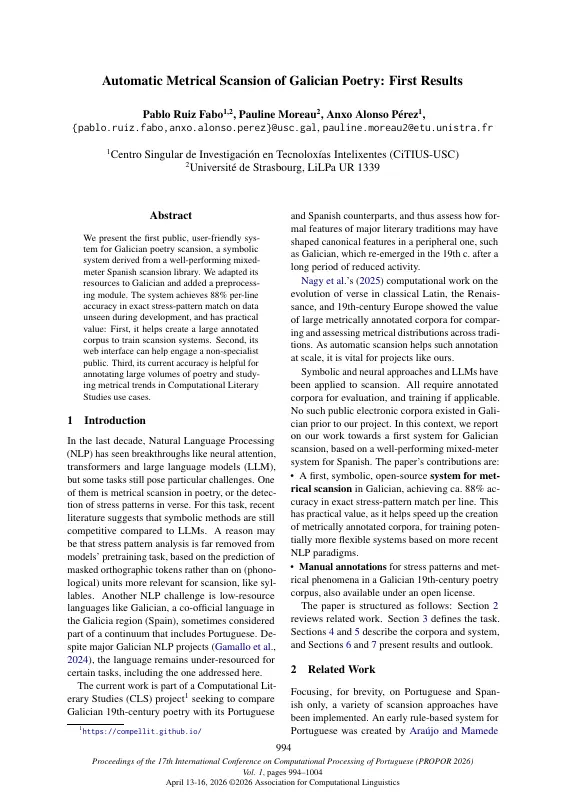 Automatic Metrical Scansion of Galician Poetry: First Results
Pablo Ruiz Fabo1,2, Pauline Moreau2, Anxo Alonso Pérez1,
{pablo.ruiz.fabo,anxo.alonso.perez}@usc.gal, pauline.moreau2@etu.unistra.fr
1Centro Singular de Investigación en Tecnoloxías Intelixentes (CiTIUS-USC)
2Université de Strasbourg, LiLPa UR 1339
Abstract
We present the first public, user-friendly sys-
tem for Galician poetry scansion, a symbolic
system derived from a well-performing mixed-
meter Spanish scansion library. We adapted its
resources to Galician and added a preprocess-
ing module. The system achieves 88% per-line
accuracy in exact stress-pattern match on data
unseen during development, and has practical
value: First, it helps create a large annotated
corpus to train scansion systems. Second, its
web interface can help engage a non-specialist
public. Third, its current accuracy is helpful for
annotating large volumes of poetry and study-
ing metrical trends in Computational Literary
Studies use cases.
1 Introduction
In the last decade, Natural Language Processing
(NLP) has seen breakthroughs like neural attention,
transformers and large language models (LLM),
but some tasks still pose particular challenges. One
of them is metrical scansion in poetry, or the detec-
tion of stress patterns in verse. For this task, recent
literature suggests that symbolic methods are still
competitive compared to LLMs. A reason may
be that stress pattern analysis is far removed from
models' pretraining task, based on the prediction of
masked orthographic tokens rather than on (phono-
logical) units more relevant for scansion, like syl-
lables. Another NLP challenge is low-resource
languages like Galician, a co-official language in
the Galicia region (Spain), sometimes considered
part of a continuum that includes Portuguese. De-
spite major Galician NLP projects (Gamallo et al.,
2024), the language remains under-resourced for
certain tasks, including the one addressed here.
The current work is part of a Computational Lit-
erary Studies (CLS) project1 seeking to compare
Galician 19th-century poetry with its Portuguese
1https://compellit.github.io/
and Spanish counterparts, and thus assess how for-
mal features of major literary traditions may have
shaped canonical features in a peripheral one, such
as Galician, which re-emerged in the 19th c. after a
long period of reduced activity.
Nagy et al.'s (2025) computational work on the
evolution of verse in classical Latin, the Renais-
sance, and 19th-century Europe showed the value
of large metrically annotated corpora for compar-
ing and assessing metrical distributions across tradi-
tions. As automatic scansion helps such annotation
at scale, it is vital for projects like ours.
Symbolic and neural approaches and LLMs have
been applied to scansion. All require annotated
corpora for evaluation, and training if applicable.
No such public electronic corpora existed in Gali-
cian prior to our project. In this context, we report
on our work towards a first system for Galician
scansion, based on a well-performing mixed-meter
system for Spanish. The paper's contributions are:
• A first, symbolic, open-source system for met-
rical scansion in Galician, achieving ca. 88% ac-
curacy in exact stress-pattern match per line. This
has practical value, as it helps speed up the creation
of metrically annotated corpora, for training poten-
tially more flexible systems based on more recent
NLP paradigms.
• Manual annotations for stress patterns and met-
rical phenomena in a Galician 19th-century poetry
corpus, also available under an open license.
The paper is structured as follows: Section 2
reviews related work. Section 3 defines the task.
Sections 4 and 5 describe the corpora and system,
and Sections 6 and 7 present results and outlook.
2 Related Work
Focusing, for brevity, on Portuguese and Span-
ish only, a variety of scansion approaches have
been implemented. An early rule-based system for
Portuguese was created by Araújo and Mamede
994
Proceedings of the 17th International Conference on Computational Processing of Portuguese (PROPOR 2026)
Vol. 1, pages 994–1004
April 13-16, 2026 ©2026 Association for Computational Linguistics